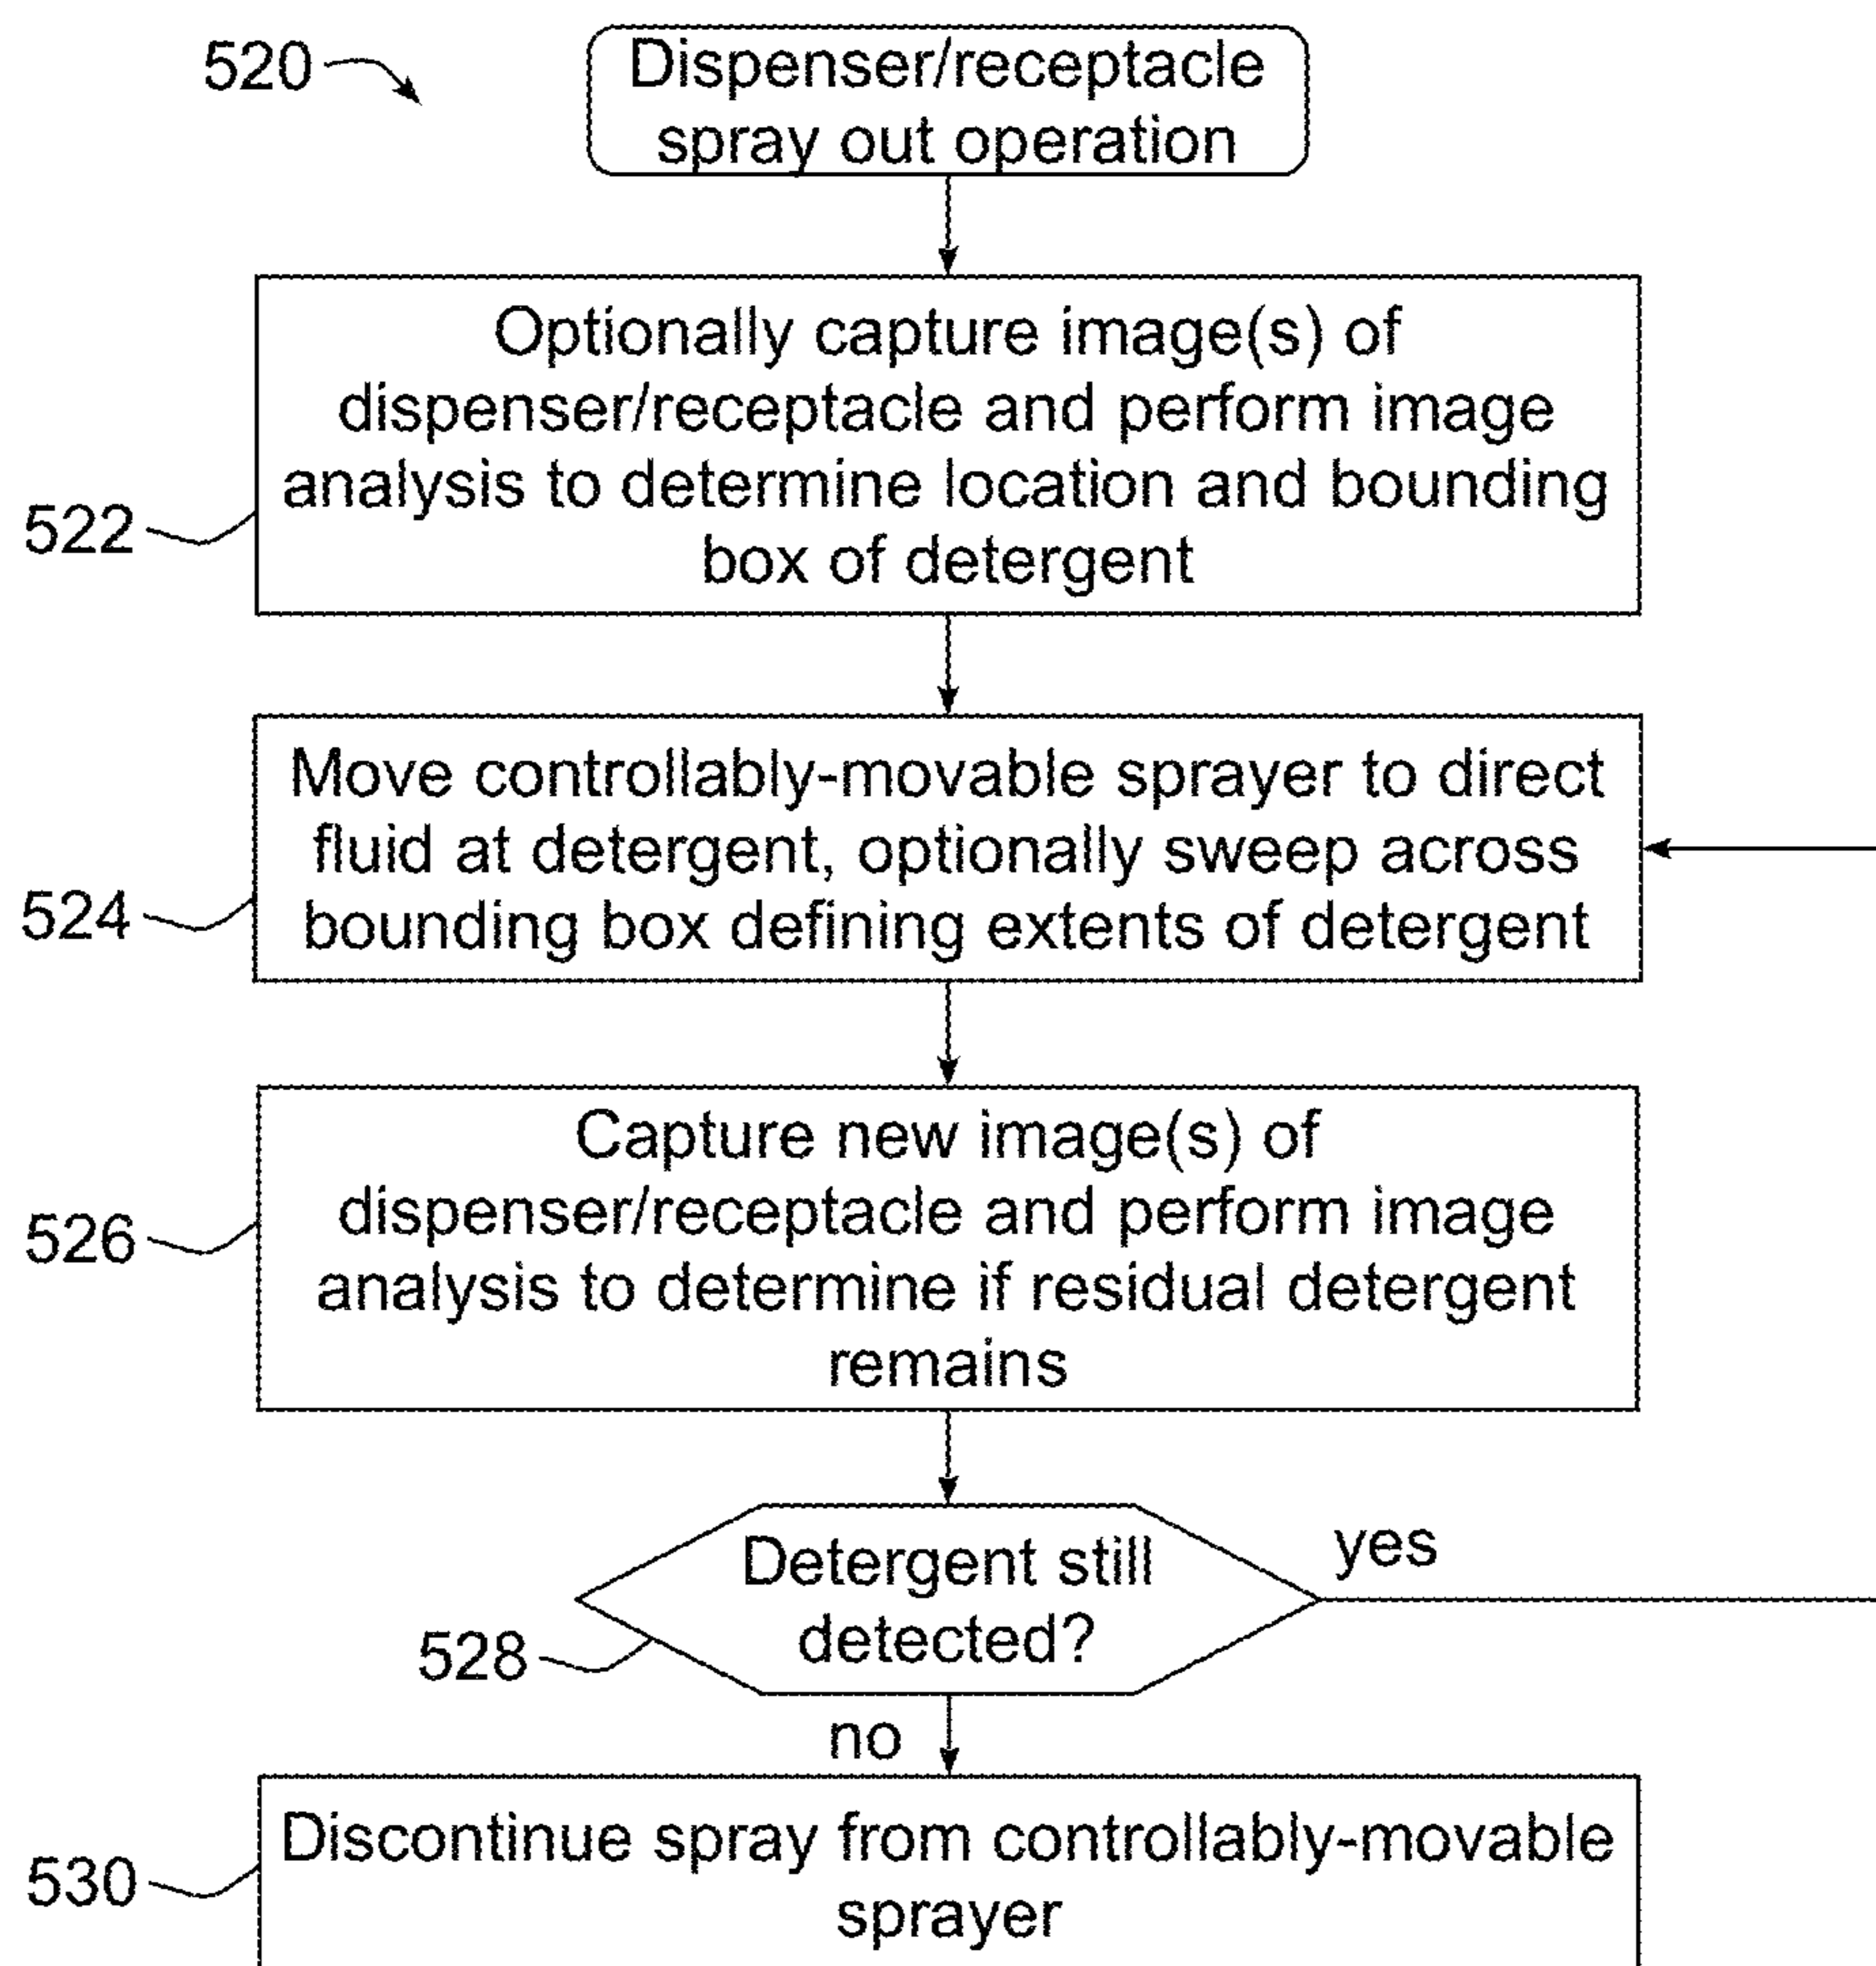 520
Dispenser/receptacle
spray out operation
Optionally capture image(s) of
dispenser/receptacle and perform image
analysis to determine location and bounding
box of detergent
522
Move controllably-movable sprayer to direct
fluid at detergent, optionally sweep across
bounding box defining extents of detergent
524
Capture new image(s) of
dispenser/receptacle and perform image
analysis to determine if residual detergent
remains
526
Detergent still
detected?
yes
528
no
Discontinue spray from controllably-movable
sprayer
530